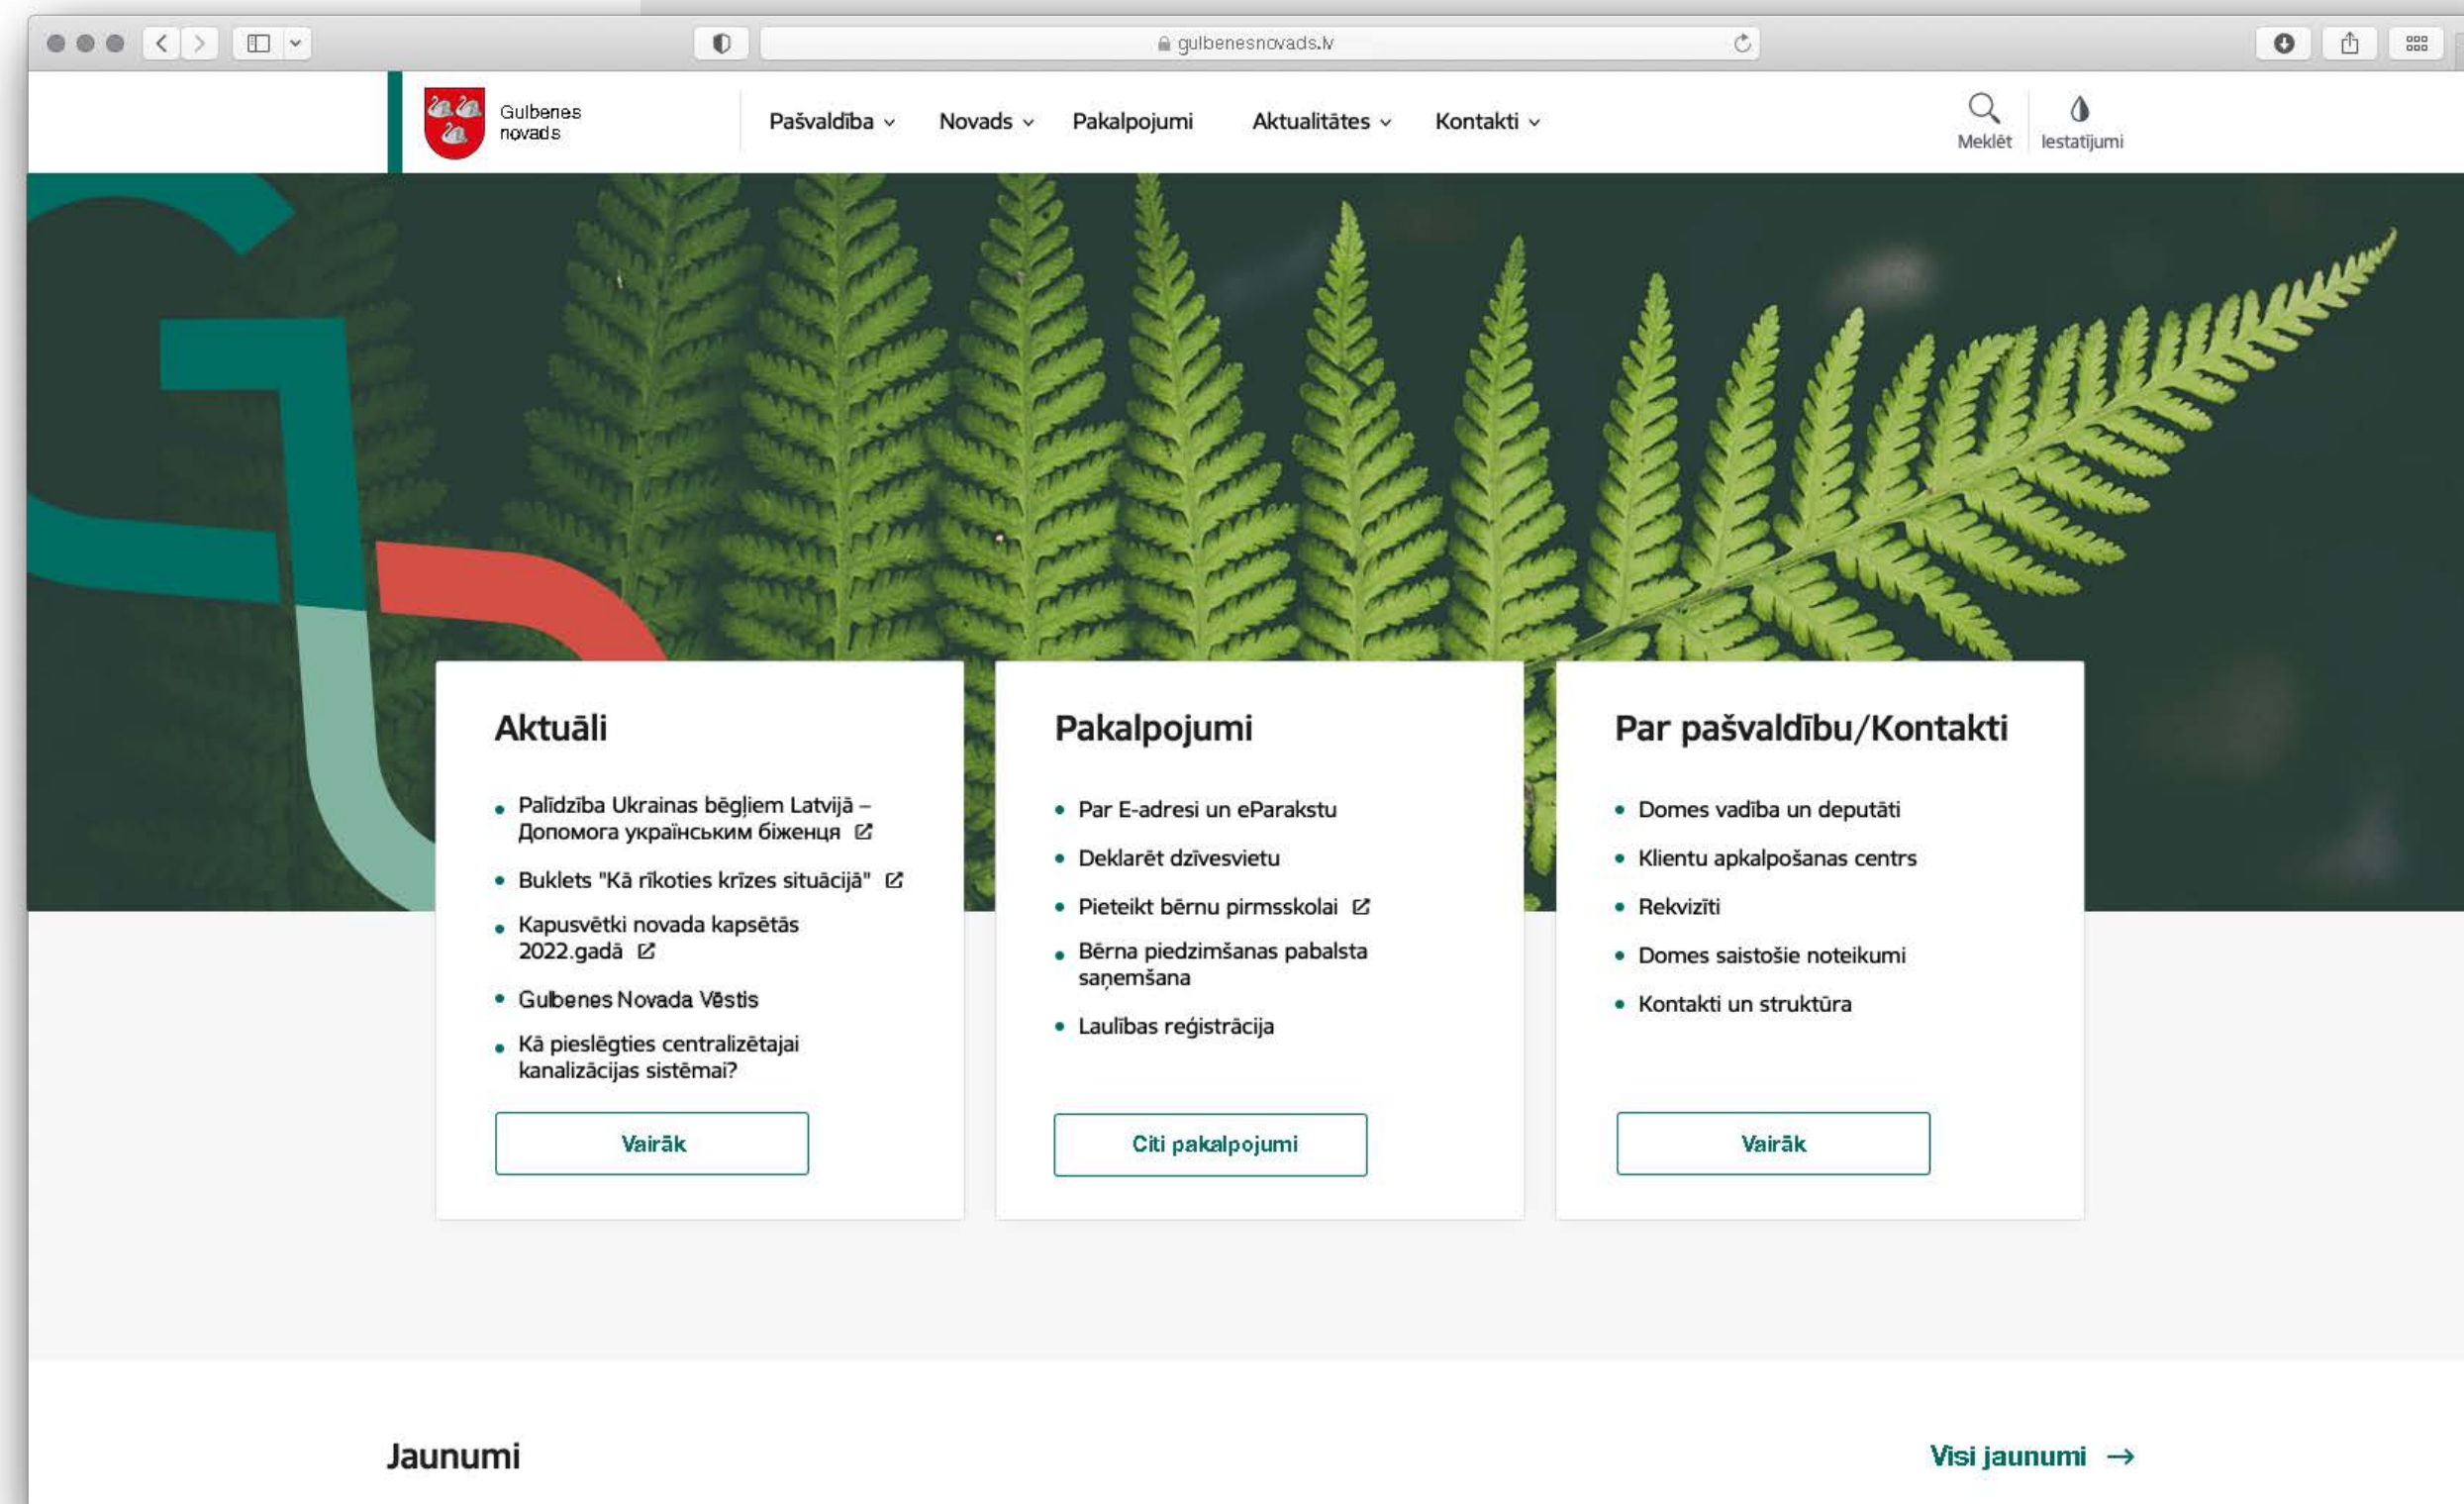 gulbenesnovads.lv
Gulbenes
novads
Pašvaldība
Novads
Pakalpojumi
Aktualitātes
Kontakti
Meklēt
Iestatījumi
Aktuāli
Palīdzība Ukrainas bēgļiem Latvijā –
Допомога українським біженця
Buklets "Kā rīkoties krīzes situācijā"
Kapusvētki novada kapsētās
2022.gadā
Gulbenes Novada Vēstis
Kā pieslēgties centralizētajai
kanalizācijas sistēmai?
Vairāk
Pakalpojumi
Par E-adresi un eParakstu
Deklarēt dzīvesvietu
Pieteikt bērnu pirmsskolai
Bērna piedzimšanas pabalsta
saņemšana
Laulības reģistrācija
Citi pakalpojumi
Par pašvaldību/Kontakti
Domes vadība un deputāti
Klientu apkalpošanas centrs
Rekvizīti
Domes saistošie noteikumi
Kontakti un struktūra
Vairāk
Jaunumi
Visi jaunumi